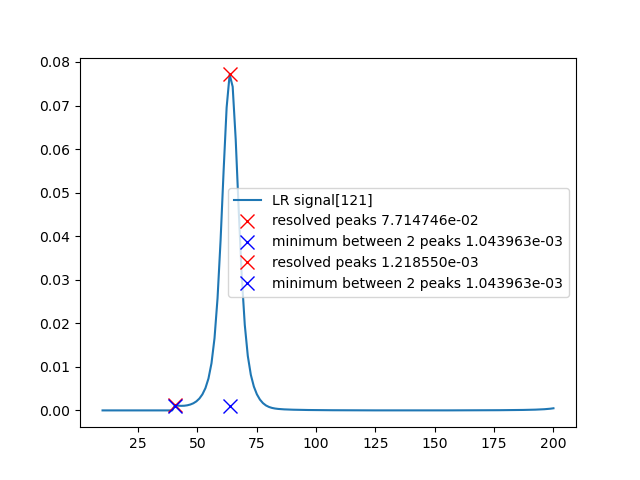 0.08
0.07
0.06
0.05
0.04
0.03
0.02
0.01
0.00
LR signal[121]
resolved peaks 7.714746e-02
minimum between 2 peaks 1.043963e-03
resolved peaks 1.218550e-03
minimum between 2 peaks 1.043963e-03
25 50 75 100 125 150 175 200